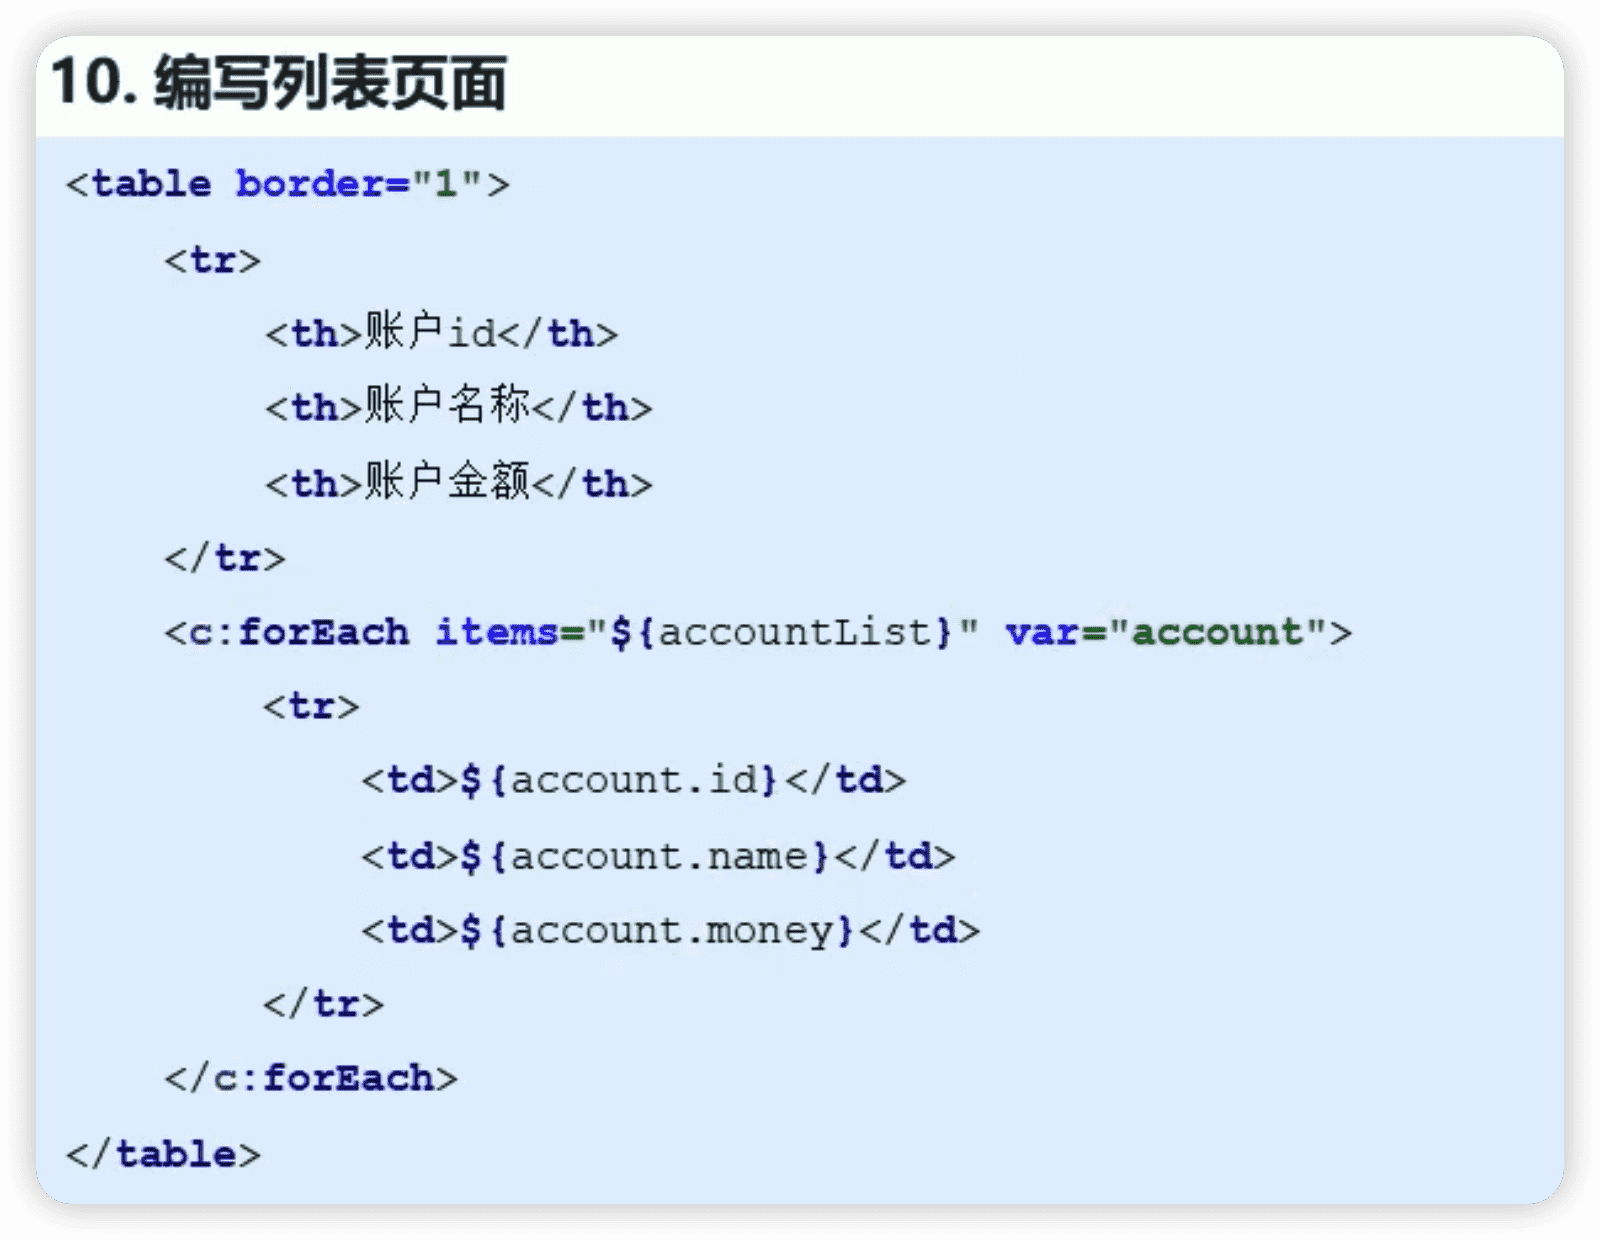 10. 编写列表页面
<table border="1">
<tr>
<th>账户id</th>
<th>账户名称</th>
<th>账户金额</th>
</tr>
<c:forEach items="${accountList}" var="account">
<tr>
<td>${account.id}</td>
<td>${account.name}</td>
<td>${account.money}</td>
</tr>
</c:forEach>
</table>